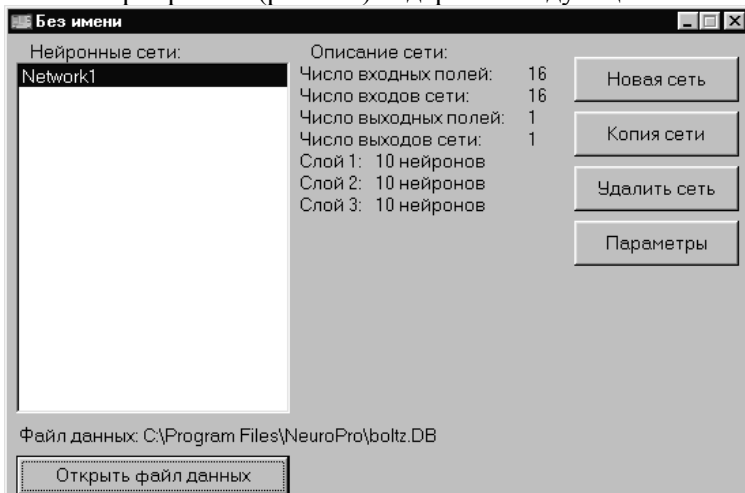 Без имени
Нейронные сети:
Network1
Описание сети:
Число входных полей: 16
Число входов сети: 16
Число выходных полей: 1
Число выходов сети: 1
Слой 1: 10 нейронов
Слой 2: 10 нейронов
Слой 3: 10 нейронов
Новая сеть
Копия сети
Удалить сеть
Параметры
Файл данных: C:\Program Files\NeuroPro\boltz.DB
Открыть файл данных